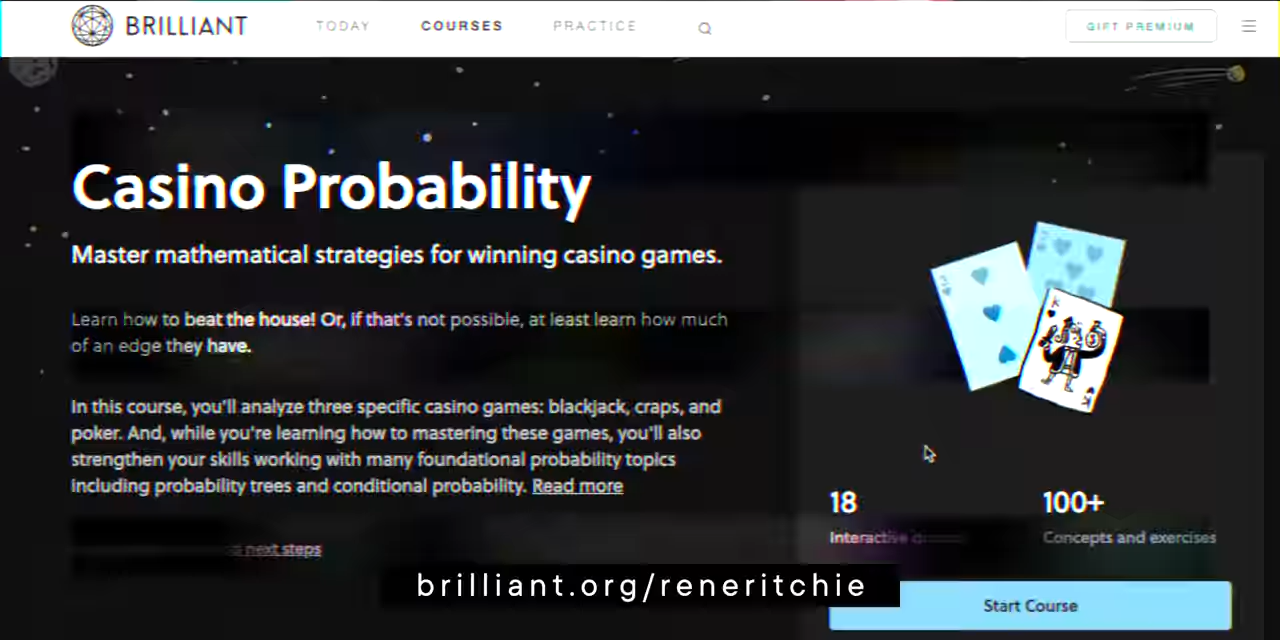 BRILLIANT
TODAY
COURSES
PRACTICE
GIFT PREMIUM
Casino Probability
Master mathematical strategies for winning casino games.
Learn how to beat the house! Or, if that's not possible, at least learn how much
of an edge they have.
In this course, you'll analyze three specific casino games: blackjack, craps, and
poker. And, while you're learning how to mastering these games, you'll also
strengthen your skills working with many foundational probability topics
including probability trees and conditional probability. Read more
next steps
18
100+
Interactive
Concepts and exercises
brilliant.org/reneritchie
Start Course